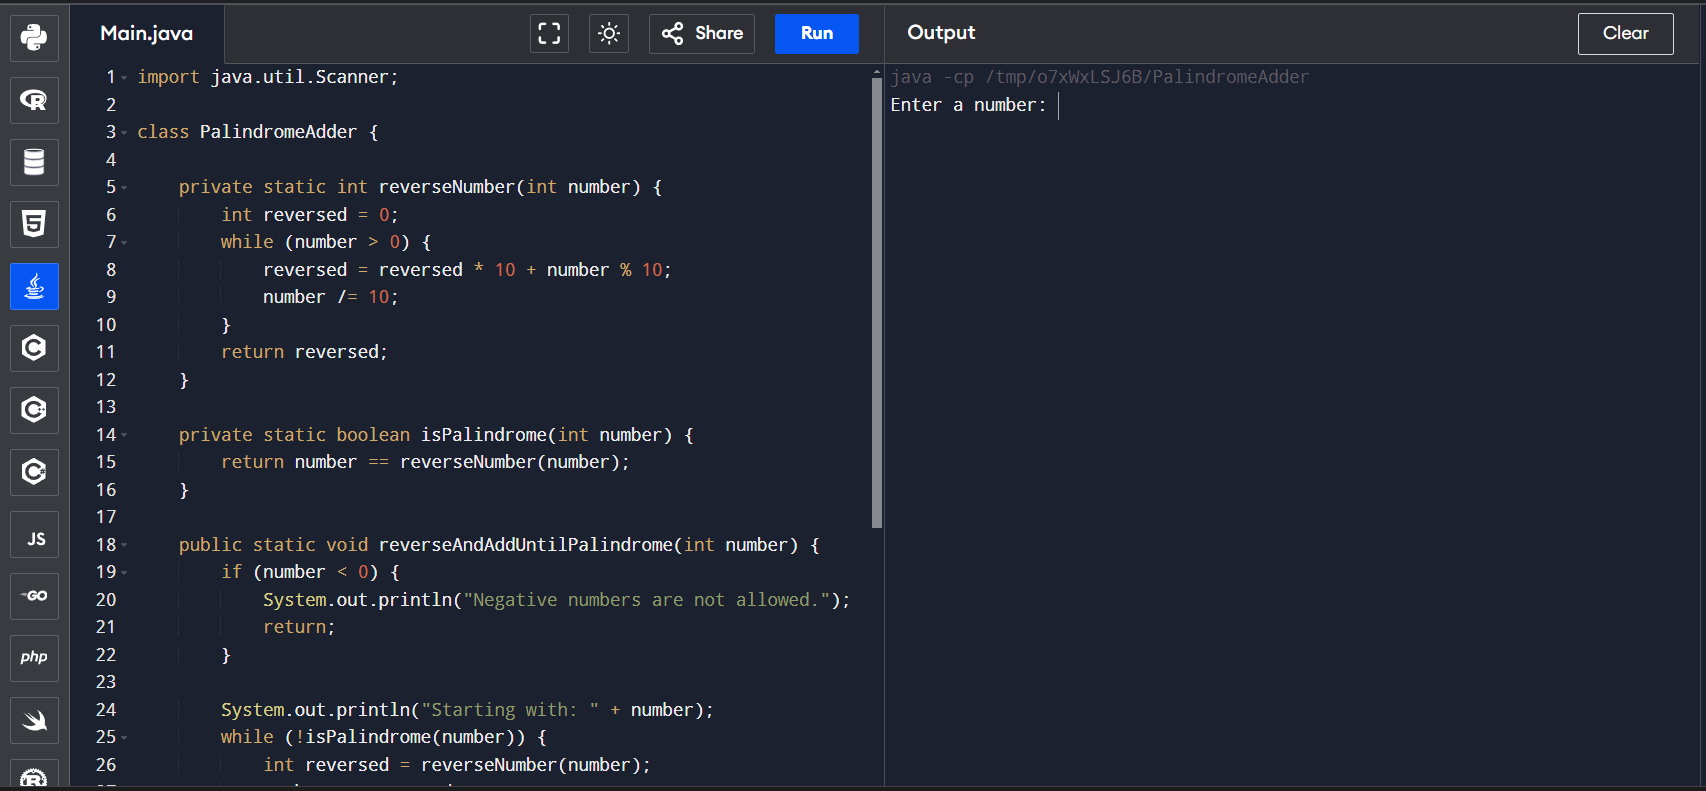 Main.java
Share
Run
Output
Clear
1 import java.util.Scanner;
2
3 class PalindromeAdder {
4
5     private static int reverseNumber(int number) {
6         int reversed = 0;
7         while (number > 0) {
8             reversed = reversed * 10 + number % 10;
9             number /= 10;
10         }
11         return reversed;
12     }
13
14     private static boolean isPalindrome(int number) {
15         return number == reverseNumber(number);
16     }
17
18     public static void reverseAndAddUntilPalindrome(int number) {
19         if (number < 0) {
20             System.out.println("Negative numbers are not allowed.");
21             return;
22         }
23
24         System.out.println("Starting with: " + number);
25         while (!isPalindrome(number)) {
26             int reversed = reverseNumber(number);
java -cp /tmp/o7xWxLSJ6B/PalindromeAdder
Enter a number:
R
5
C
C++
C#
JS
GO
php
R